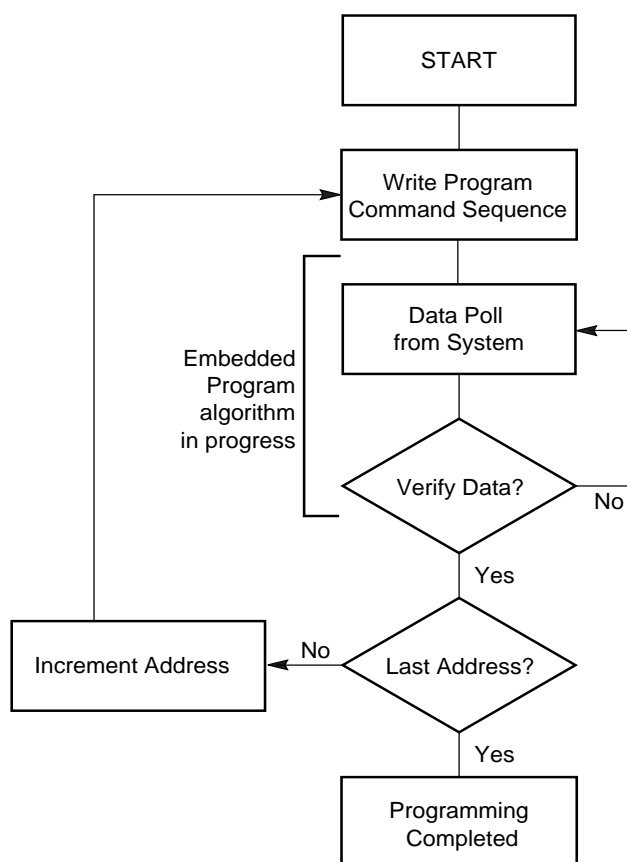 START
Write Program
Command Sequence
Data Poll
from System
Embedded
Program
algorithm
in progress
Verify Data?
No
Yes
Increment Address
No
Last Address?
Yes
Programming
Completed